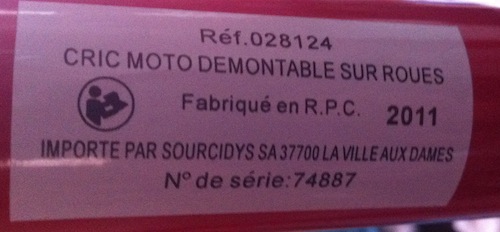 Réf.028124
CRIC MOTO DEMONTABLE SUR ROUES
Fabriqué en R.P.C. 2011
IMPORTE PAR SOURCIDYS SA 37700 LA VILLE AUX DAMES
N° de série:74887